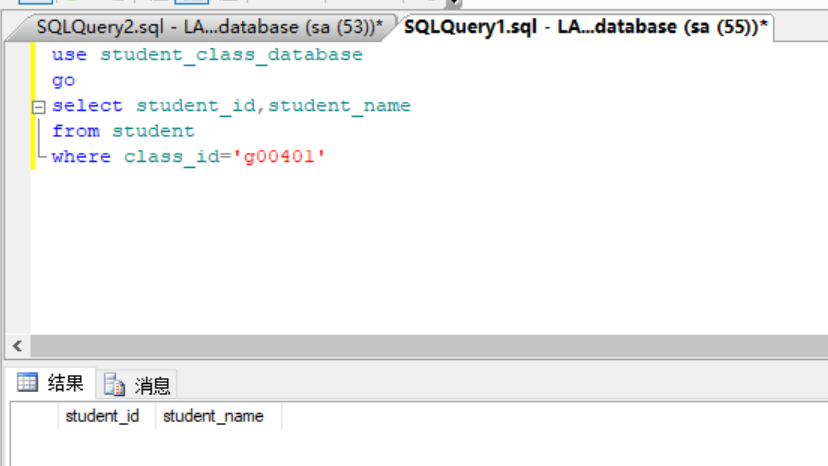 SQLQuery2.sql - LA...database (sa (53))* SQLQuery1.sql - LA...database (sa (55))*
use student_class_database
go
select student_id,student_name
from student
where class_id='g00401'
结果 消息
student_id student_name